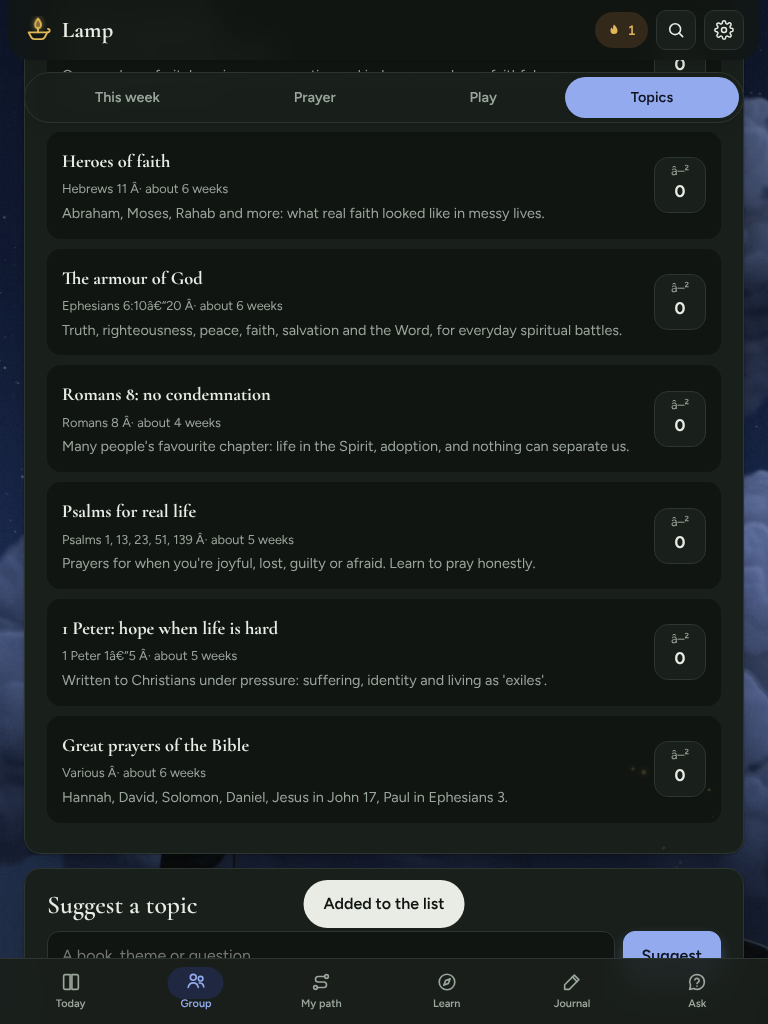 Lamp
1
0
This week
Prayer
Play
Topics
Heroes of faith
Hebrews 11 Â· about 6 weeks
Abraham, Moses, Rahab and more: what real faith looked like in messy lives.
â–²
0
The armour of God
Ephesians 6:10â€“20 Â· about 6 weeks
Truth, righteousness, peace, faith, salvation and the Word, for everyday spiritual battles.
â–²
0
Romans 8: no condemnation
Romans 8 Â· about 4 weeks
Many people's favourite chapter: life in the Spirit, adoption, and nothing can separate us.
â–²
0
Psalms for real life
Psalms 1, 13, 23, 51, 139 Â· about 5 weeks
Prayers for when you're joyful, lost, guilty or afraid. Learn to pray honestly.
â–²
0
1 Peter: hope when life is hard
1 Peter 1â€“5 Â· about 5 weeks
Written to Christians under pressure: suffering, identity and living as 'exiles'.
â–²
0
Great prayers of the Bible
Various Â· about 6 weeks
Hannah, David, Solomon, Daniel, Jesus in John 17, Paul in Ephesians 3.
â–²
0
Suggest a topic
Added to the list
A book, theme or question
Suggest
Today
Group
My path
Learn
Journal
Ask